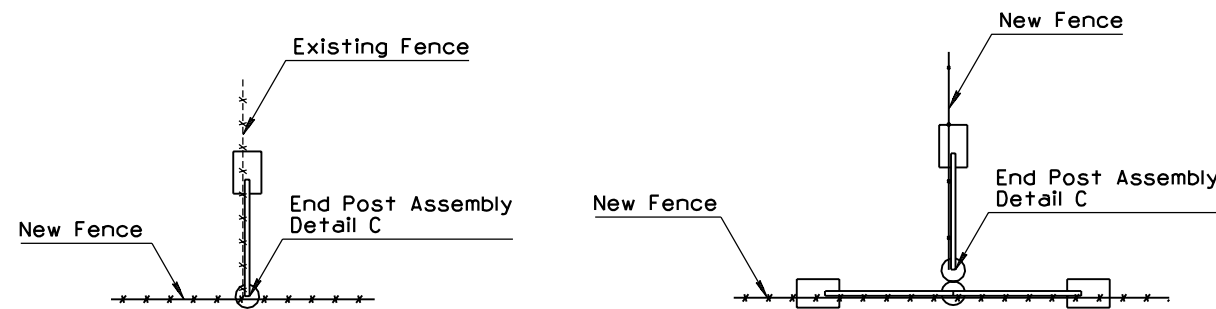 Existing Fence
End Post Assembly
Detail C
New Fence
New Fence
End Post Assembly
Detail C
New Fence